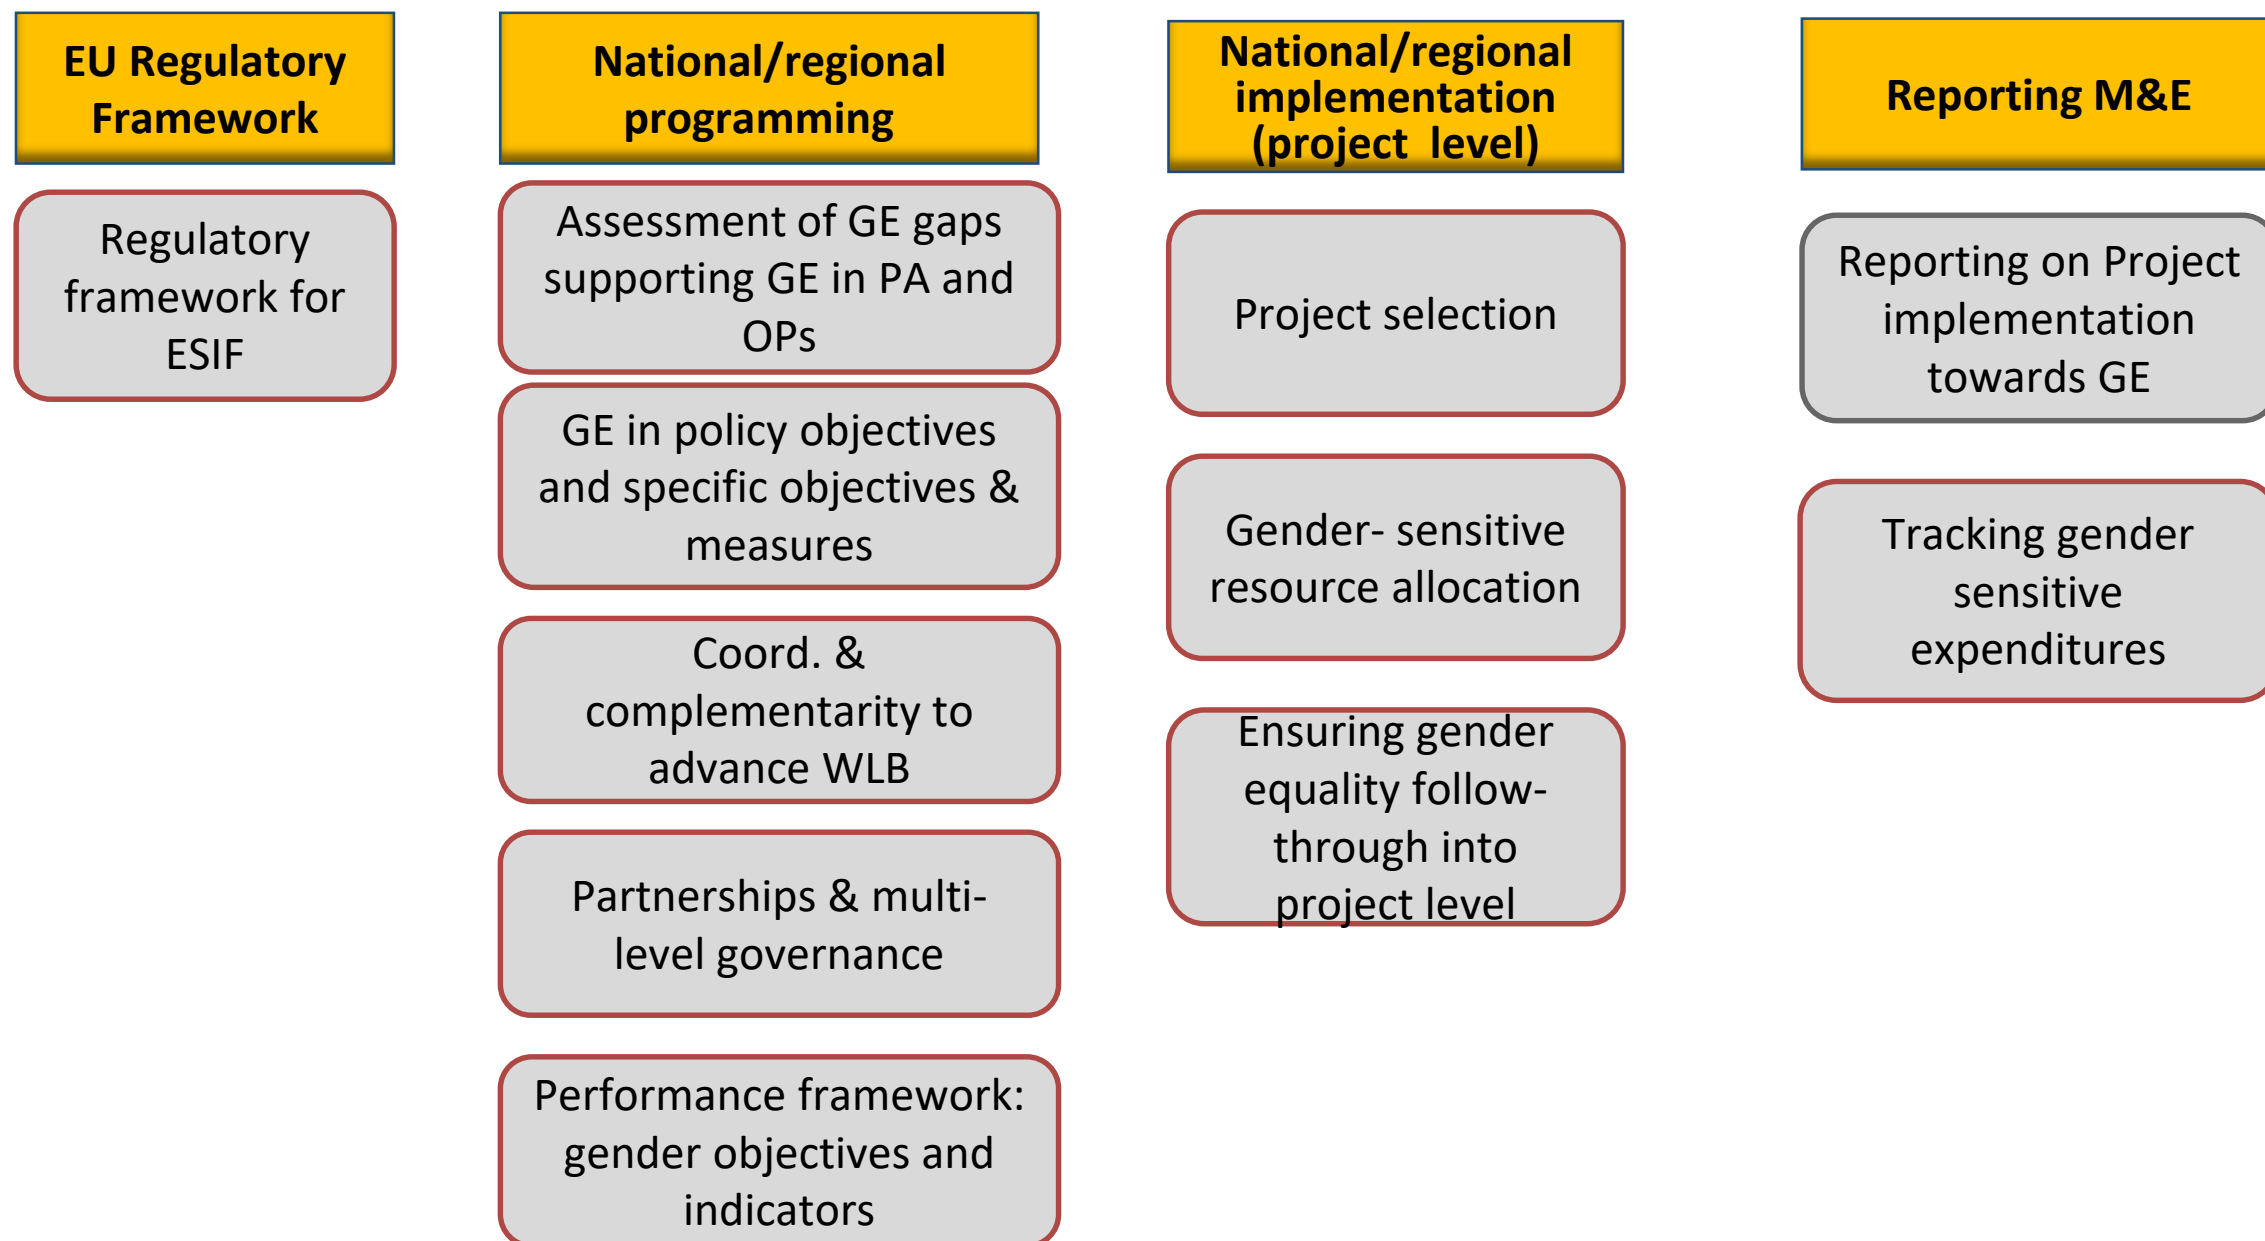 EU Regulatory
Framework
Regulatory
framework for
ESIF
National/regional
programming
Assessment of GE gaps
supporting GE in PA and
OPs
GE in policy objectives
and specific objectives &
measures
Coord. &
complementarity to
advance WLB
Partnerships & multi-
level governance
Performance framework:
gender objectives and
indicators
National/regional
implementation
(project level)
Project selection
Gender- sensitive
resource allocation
Ensuring gender
equality follow-
through into
project level
Reporting M&E
Reporting on Project
implementation
towards GE
Tracking gender
sensitive
expenditures